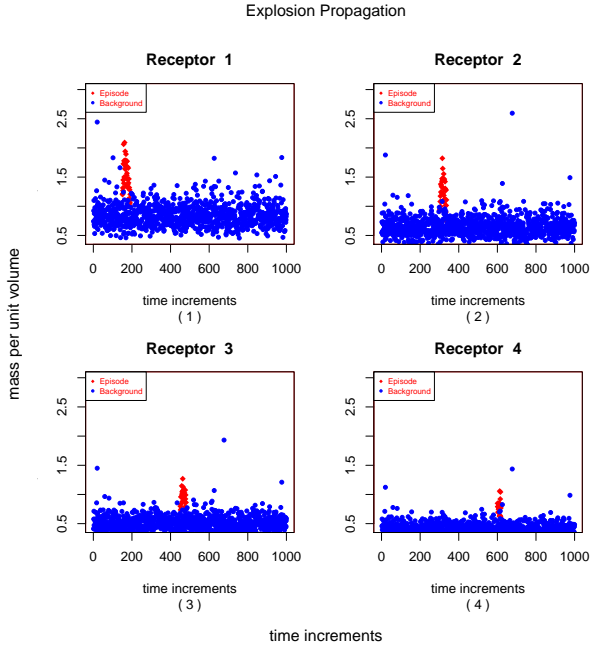 Explosion Propagation
mass per unit volume
Receptor 1
Episode
Background
0.5 1.5 2.5
0 200 400 600 800 1000
time increments
( 1 )
Receptor 2
Episode
Background
0.5 1.5 2.5
0 200 400 600 800 1000
time increments
( 2 )
Receptor 3
Episode
Background
0.5 1.5 2.5
0 200 400 600 800 1000
time increments
( 3 )
Receptor 4
Episode
Background
0.5 1.5 2.5
0 200 400 600 800 1000
time increments
( 4 )
time increments